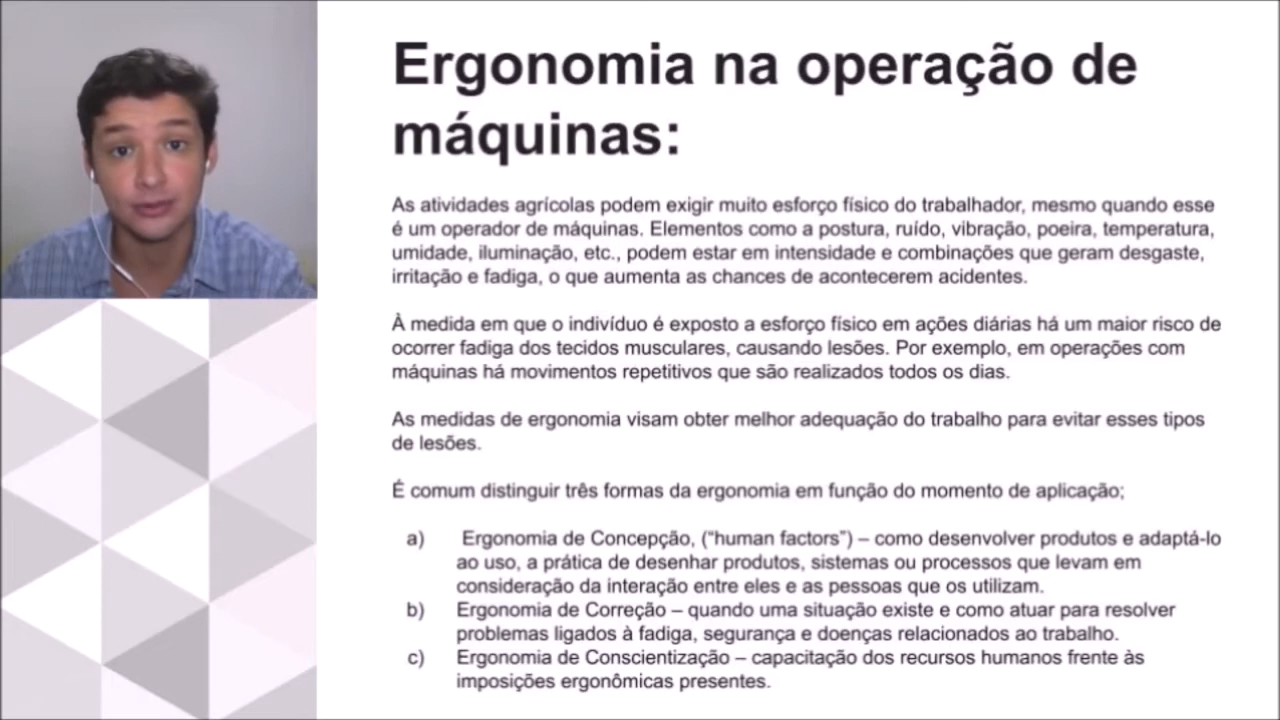 Ergonomia na operação de
máquinas:
As atividades agrícolas podem exigir muito esforço físico do trabalhador, mesmo quando esse
é um operador de máquinas. Elementos como a postura, ruído, vibração, poeira, temperatura,
umidade, iluminação, etc., podem estar em intensidade e combinações que geram desgaste,
irritação e fadiga, o que aumenta as chances de acontecerem acidentes.
À medida em que o indivíduo é exposto a esforço físico em ações diárias há um maior risco de
ocorrer fadiga dos tecidos musculares, causando lesões. Por exemplo, em operações com
máquinas há movimentos repetitivos que são realizados todos os dias.
As medidas de ergonomia visam obter melhor adequação do trabalho para evitar esses tipos
de lesões.
É comum distinguir três formas da ergonomia em função do momento de aplicação;
a) Ergonomia de Concepção, (“human factors”) – como desenvolver produtos e adaptá-lo
ao uso, a prática de desenhar produtos, sistemas ou processos que levam em
consideração da interação entre eles e as pessoas que os utilizam.
b) Ergonomia de Correção – quando uma situação existe e como atuar para resolver
problemas ligados à fadiga, segurança e doenças relacionados ao trabalho.
c) Ergonomia de Conscientização – capacitação dos recursos humanos frente às
imposições ergonômicas presentes.